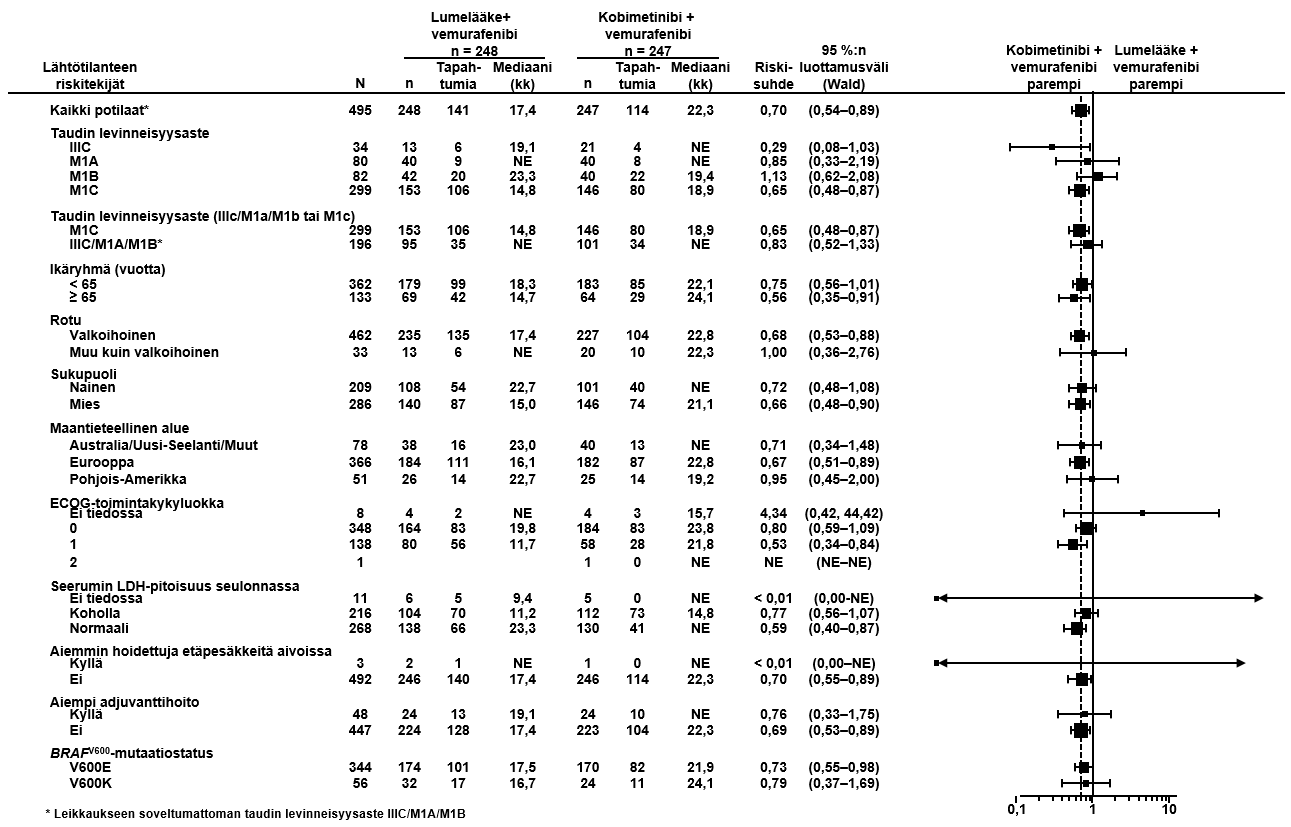 Lumelääke+ Kobimetinibi +
vemurafenibi vemurafenibi
n = 248 n = 247 95 %:n Kobimetinibi + Lumelääke +
Lähtötilanteen Tapah- Mediaani Tapah- Mediaani Riski- luottamusväli vemurafenibi vemurafenibi
riskitekijät N n tumia (kk) n tumia (kk) suhde (Wald) parempi parempi
Kaikki potilaat* 495 248 141 17,4 247 114 22,3 0,70 (0,54–0,89)
Taudin levinneisyysaste
IIIC 34 13 6 19,1 21 4 NE 0,29 (0,08–1,03)
M1A 80 40 9 NE 40 8 NE 0,85 (0,33–2,19)
M1B 82 42 20 23,3 40 22 19,4 1,13 (0,62–2,08)
M1C 299 153 106 14,8 146 80 18,9 0,65 (0,48–0,87)
Taudin levinneisyysaste (IIIc/M1a/M1b tai M1c)
M1C 299 153 106 14,8 146 80 18,9 0,65 (0,48–0,87)
IIIC/M1A/M1B* 196 95 35 NE 101 34 NE 0,83 (0,52–1,33)
Ikäryhmä (vuotta)
< 65 362 179 99 18,3 183 85 22,1 0,75 (0,56–1,01)
≥ 65 133 69 42 14,7 64 29 24,1 0,56 (0,35–0,91)
Rotu
Valkoihoinen 462 235 135 17,4 227 104 22,8 0,68 (0,53–0,88)
Muu kuin valkoihoinen 33 13 6 NE 20 10 22,3 1,00 (0,36–2,76)
Sukupuoli
Nainen 209 108 54 22,7 101 40 NE 0,72 (0,48–1,08)
Mies 286 140 87 15,0 146 74 21,1 0,66 (0,48–0,90)
Maantieteellinen alue
Australia/Uusi-Seelanti/Muut 78 38 16 23,0 40 13 NE 0,71 (0,34–1,48)
Eurooppa 366 184 111 16,1 182 87 22,8 0,67 (0,51–0,89)
Pohjois-Amerikka 51 26 14 22,7 25 14 19,2 0,95 (0,45–2,00)
ECOG-toimintakykyluokka
Ei tiedossa 8 4 2 NE 4 3 15,7 4,34 (0,42, 44,42)
0 348 164 83 19,8 184 83 23,8 0,80 (0,59–1,09)
1 138 80 56 11,7 58 28 21,8 0,53 (0,34–0,84)
2 1 1 0 NE NE (NE–NE)
Seerumin LDH-pitoisuus seulonnassa
Ei tiedossa 11 6 5 9,4 5 0 NE < 0,01 (0,00-NE)
Koholla 216 104 70 11,2 112 73 14,8 0,77 (0,56–1,07)
Normaali 268 138 66 23,3 130 41 NE 0,59 (0,40–0,87)
Aiemmin hoidettuja etäpesäkkeitä aivoissa
Kyllä 3 2 1 NE 1 0 NE < 0,01 (0,00–NE)
Ei 492 246 140 17,4 246 114 22,3 0,70 (0,55–0,89)
Aiempi adjuvanttihoito
Kyllä 48 24 13 19,1 24 10 NE 0,76 (0,33–1,75)
Ei 447 224 128 17,4 223 104 22,3 0,69 (0,53–0,89)
BRAFV600-mutaatiostatus
V600E 344 174 101 17,5 170 82 21,9 0,73 (0,55–0,98)
V600K 56 32 17 16,7 24 11 24,1 0,79 (0,37–1,69)
0,1 1 10
* Leikkaukseen soveltumattoman taudin levinneisyysaste IIIC/M1A/M1B